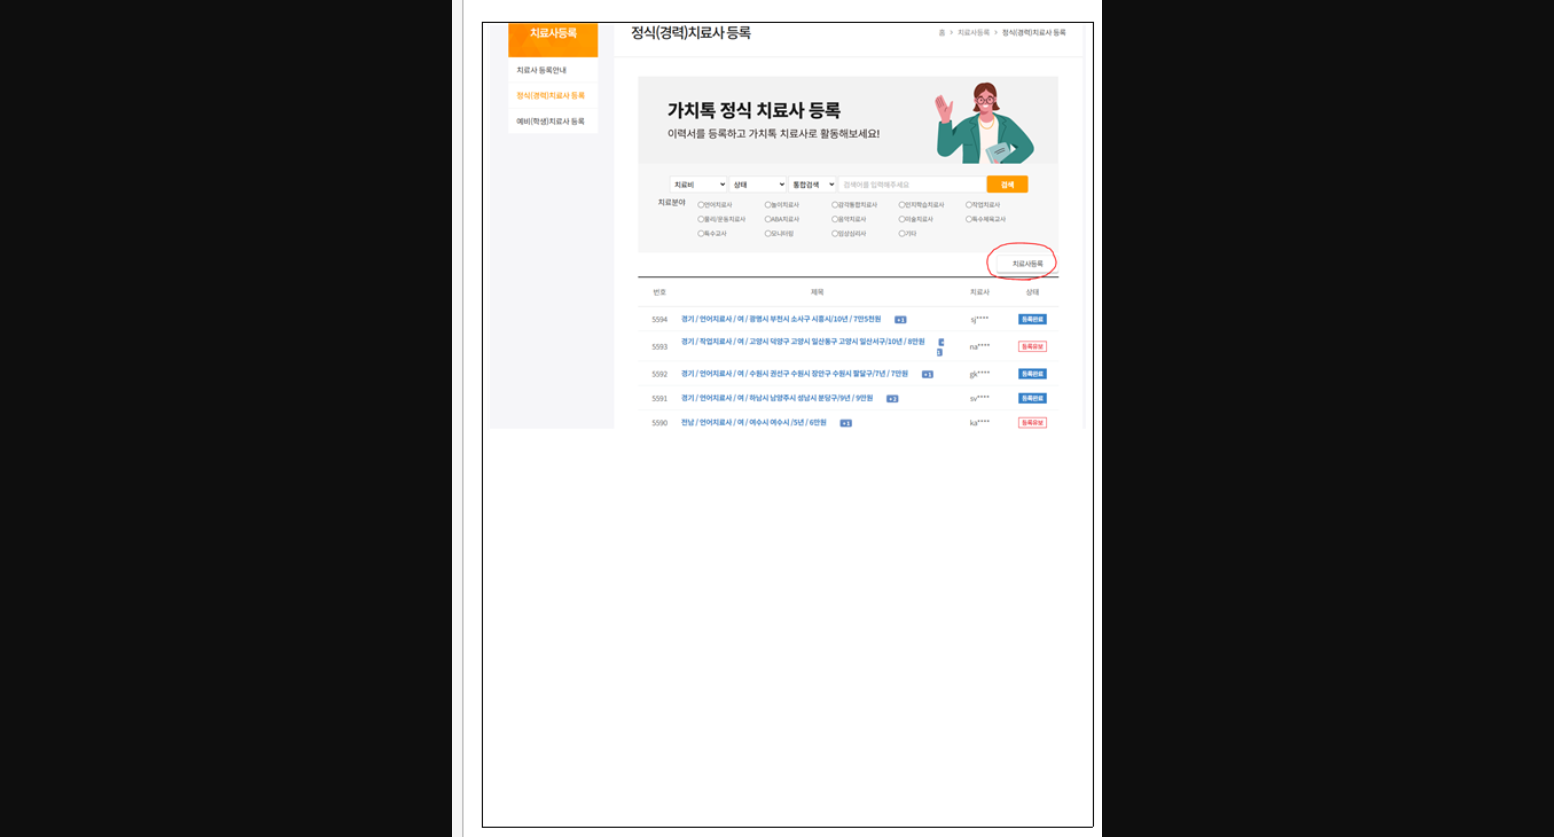 치료사등록
정식(경력)치료사 등록
홈 > 치료사등록 > 정식(경력)치료사 등록
치료사 등록안내
정식(경력)치료사 등록
예비(학생)치료사 등록
가치톡 정식 치료사 등록
이력서를 등록하고 가치톡 치료사로 활동해보세요!
치료비 상태 통합검색 검색어를 입력해주세요 검색
치료분야 언어치료사 놀이치료사 감각통합치료사 인지학습치료사 작업치료사
물리/운동치료사 ABA치료사 음악치료사 미술치료사 특수체육교사
특수교사 모니터링 임상심리사 기타
치료사등록
번호 제목 치료사 상태
5594 경기 / 언어치료사 / 여 / 광명시 부천시 소사구 시흥시/10년 / 7만5천원 +1 sj**** 등록완료
5593 경기 / 작업치료사 / 여 / 고양시 덕양구 고양시 일산동구 고양시 일산서구/10년 / 8만원 na**** 등록유보
5592 경기 / 언어치료사 / 여 / 수원시 권선구 수원시 장안구 수원시 팔달구/7년 / 7만원 +1 gk**** 등록완료
5591 경기 / 언어치료사 / 여 / 하남시 남양주시 성남시 분당구/9년 / 9만원 +3 sv**** 등록완료
5590 전남 / 언어치료사 / 여 / 여수시 여수시 /5년 / 6만원 +3 ka**** 등록유보